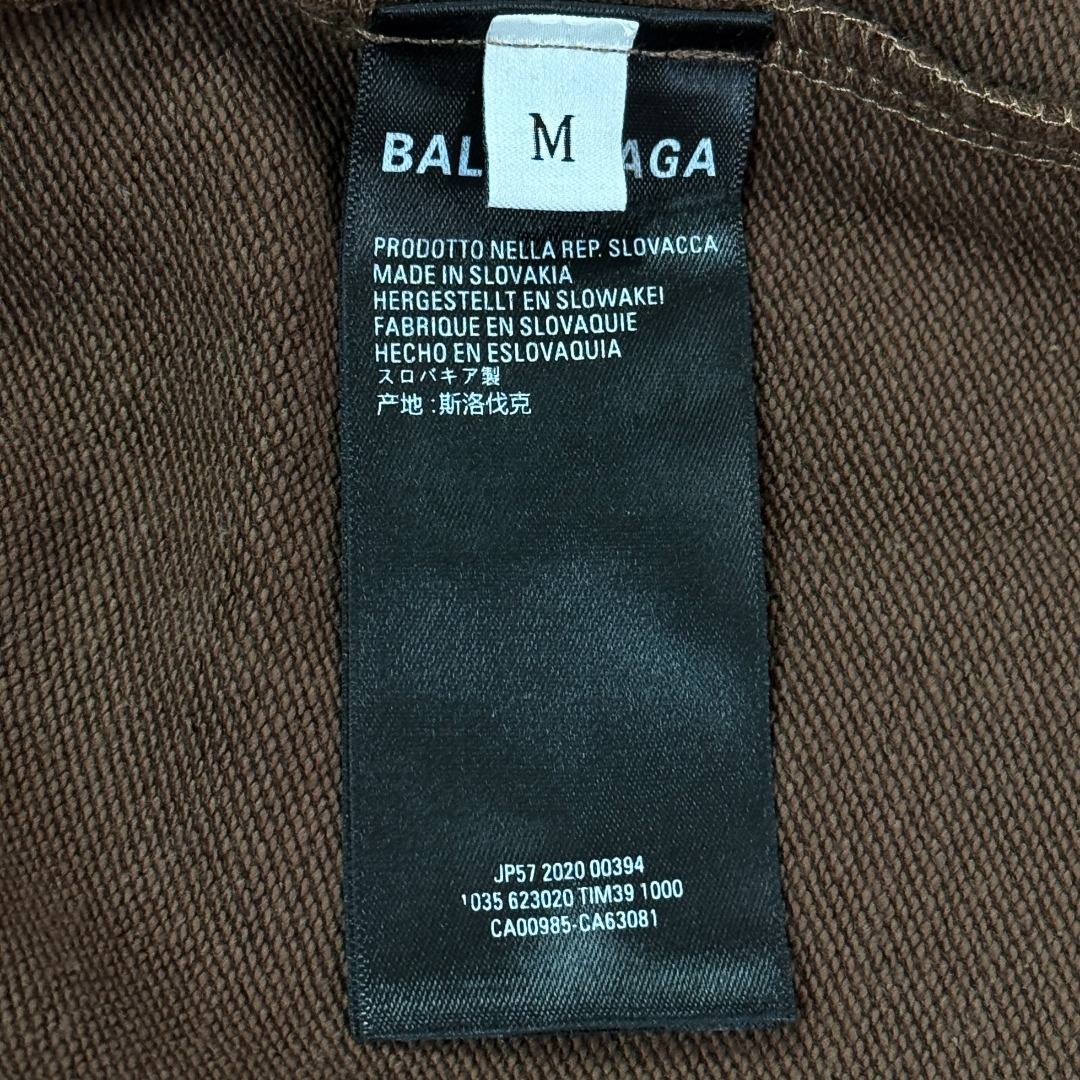 M
BAL AGA
PRODOTTO NELLA REP. SLOVACCA
MADE IN SLOVAKIA
HERGESTELLT EN SLOWAKEI
FABRIQUE EN SLOVAQUIE
HECHO EN ESLOVAQUIA
スロバキア製
产地:斯洛伐克
JP57 2020 00394
1035 623020 TIM39 1000
CA00985-CA63081